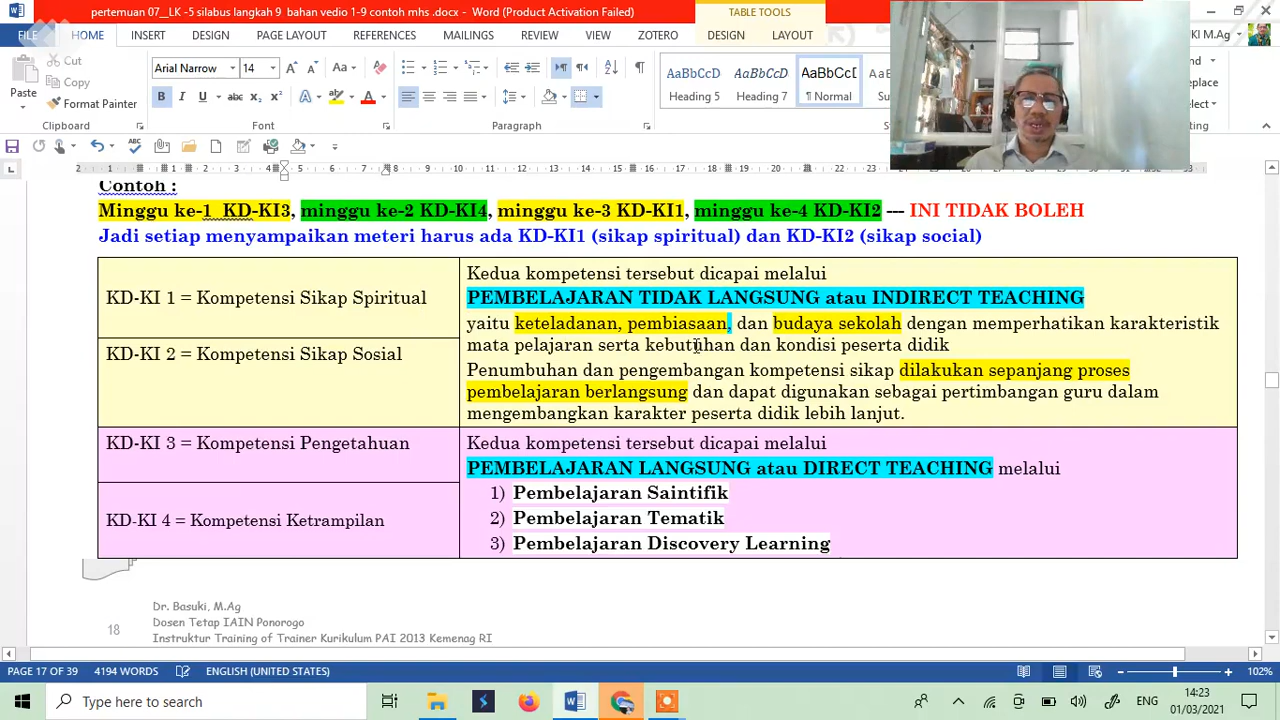 pertemuan 07__LK -5 silabus langkah 9 bahan vedio 1-9 contoh mhs .docx - Word (Product Activation Failed)
TABLE TOOLS
FILE HOME INSERT DESIGN PAGE LAYOUT REFERENCES MAILINGS REVIEW VIEW ZOTERO DESIGN LAYOUT KI M.Ag
Cut
Copy
Format Painter
Paste
Arial Narrow 14
AaBbCcD AaBbCcD AaBbCcD
Heading 5 Heading 7 ¶ Normal
Clipboard Font Paragraph
Contoh :
Minggu ke-1 KD-KI3, minggu ke-2 KD-KI4, minggu ke-3 KD-KI1, minggu ke-4 KD-KI2 --- INI TIDAK BOLEH
Jadi setiap menyampaikan meteri harus ada KD-KI1 (sikap spiritual) dan KD-KI2 (sikap social)
KD-KI 1 = Kompetensi Sikap Spiritual
KD-KI 2 = Kompetensi Sikap Sosial
Kedua kompetensi tersebut dicapai melalui
PEMBELAJARAN TIDAK LANGSUNG atau INDIRECT TEACHING
yaitu keteladanan, pembiasaan, dan budaya sekolah dengan memperhatikan karakteristik
mata pelajaran serta kebutuhan dan kondisi peserta didik
Penumbuhan dan pengembangan kompetensi sikap dilakukan sepanjang proses
pembelajaran berlangsung dan dapat digunakan sebagai pertimbangan guru dalam
mengembangkan karakter peserta didik lebih lanjut.
KD-KI 3 = Kompetensi Pengetahuan
KD-KI 4 = Kompetensi Ketrampilan
Kedua kompetensi tersebut dicapai melalui
PEMBELAJARAN LANGSUNG atau DIRECT TEACHING melalui
1) Pembelajaran Saintifik
2) Pembelajaran Tematik
3) Pembelajaran Discovery Learning
18
Dr. Basuki, M.Ag
Dosen Tetap IAIN Ponorogo
Instruktur Training of Trainer Kurikulum PAI 2013 Kemenag RI
PAGE 17 OF 39 4194 WORDS ENGLISH (UNITED STATES) 102%
Type here to search
ENG
14:23
01/03/2021